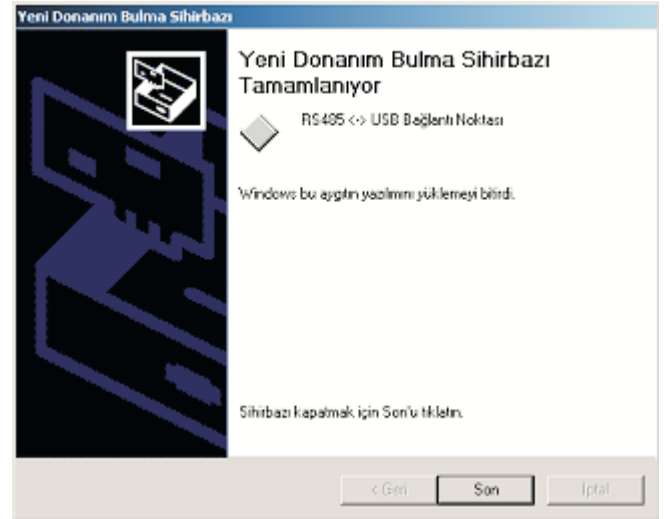 Yeni Donanım Bulma Sihirbazı
Yeni Donanım Bulma Sihirbazı
Tamamlanıyor
RS485 <-> USB Bağlantı Noktası
Windows bu aygıtın yazılımını yüklemeyi bitirdi.
Sihirbazı kapatmak için Son'u tıklatın.
< Geri
Son
İptal